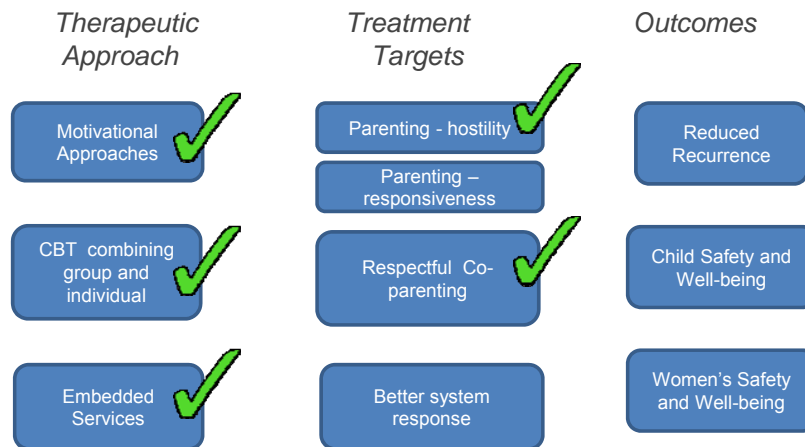 Therapeutic
Approach
Treatment
Targets
Outcomes
Motivational
Approaches
CBT combining
group and
individual
Embedded
Services
Parenting - hostility
Parenting –
responsiveness
Respectful Co-
parenting
Better system
response
Reduced
Recurrence
Child Safety and
Well-being
Women’s Safety
and Well-being